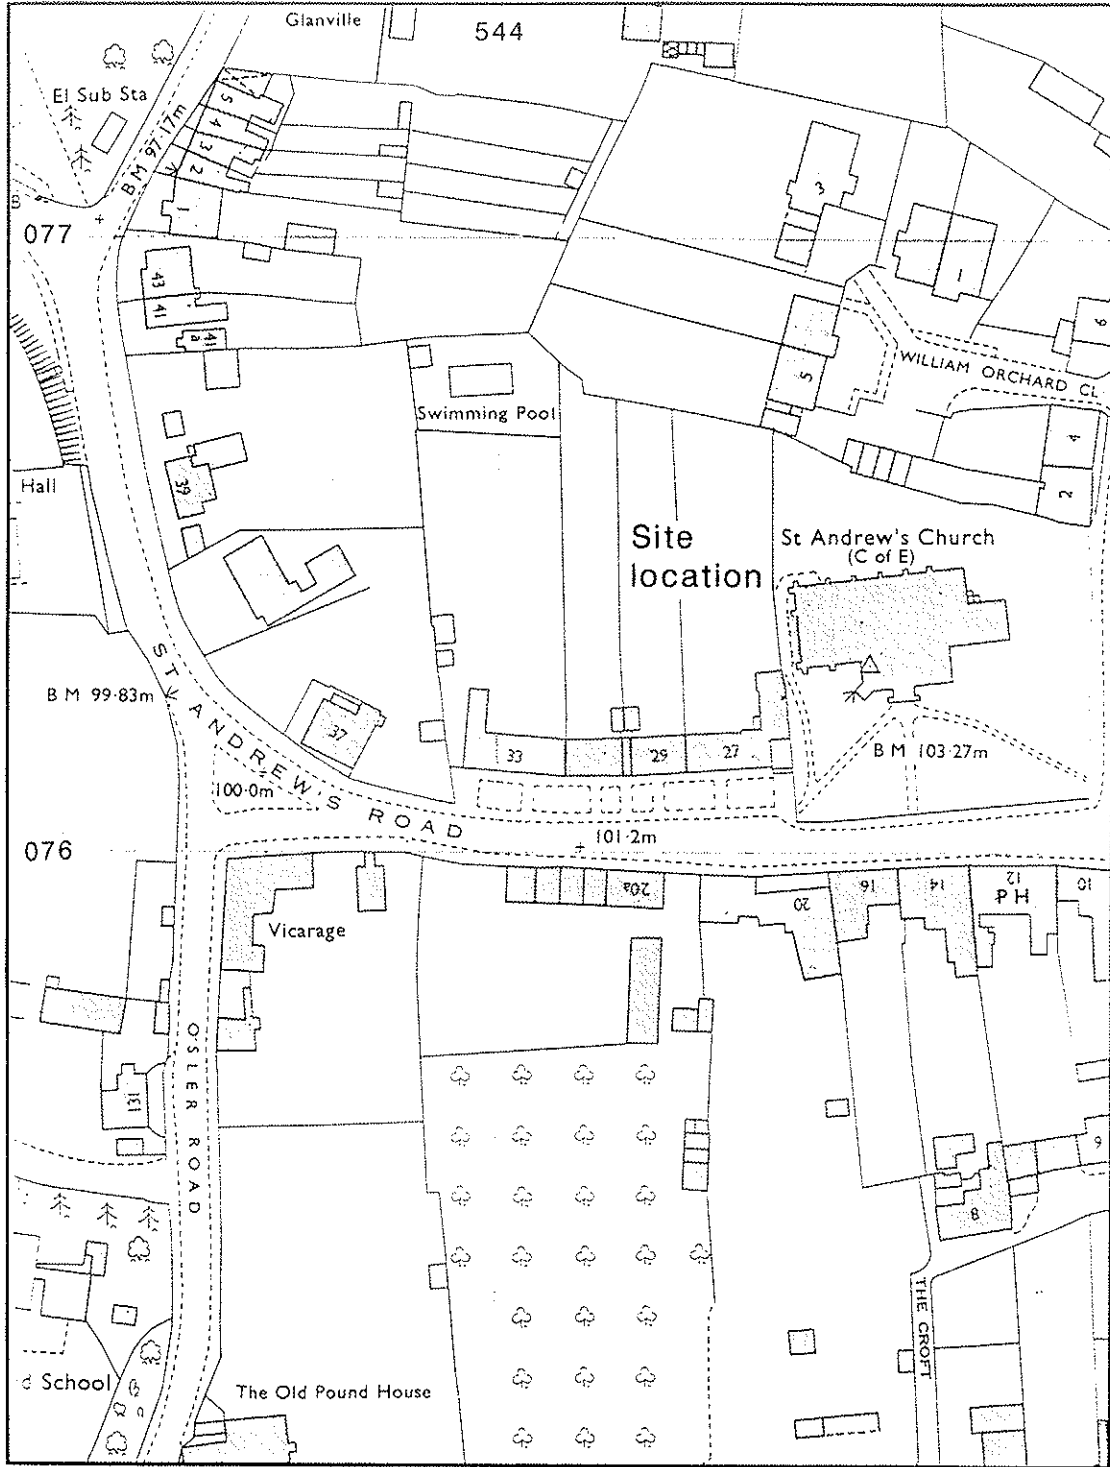 Glanville
544
El Sub Sta
BM 97·17m
5
4
3
2
1
3
B
077
43
41
41
a
1
6
5
WILLIAM ORCHARD CL
Swimming Pool
4
2
39
Hall
Site
location
St Andrew's Church
(C of E)
BM 99·83m
ST ANDREW'S ROAD
37
33
29
27
BM 103·27m
100·0m
101·2m
076
20a
20
16
14
12
PH
10
Vicarage
OSLER ROAD
131
9
8
THE CROFT
d School
The Old Pound House